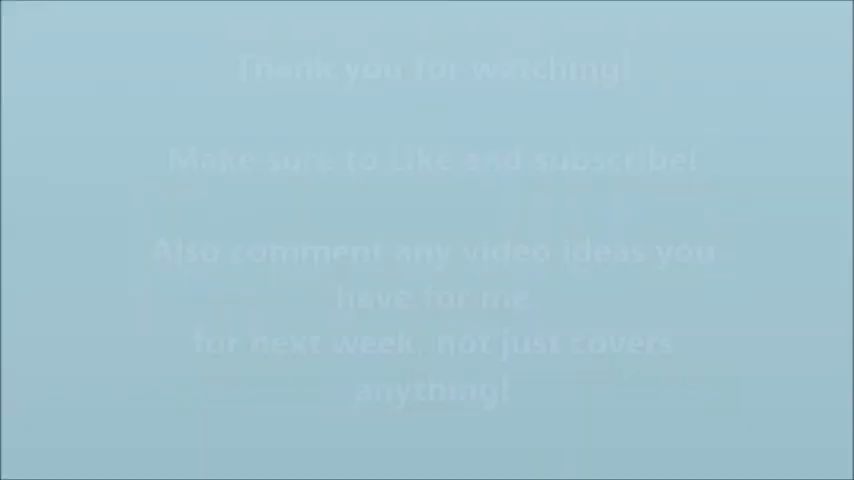 Thank you for watching!
Make sure to Like and subscribe!
Also comment any video ideas you
have for me
for next week, not just covers
anything!